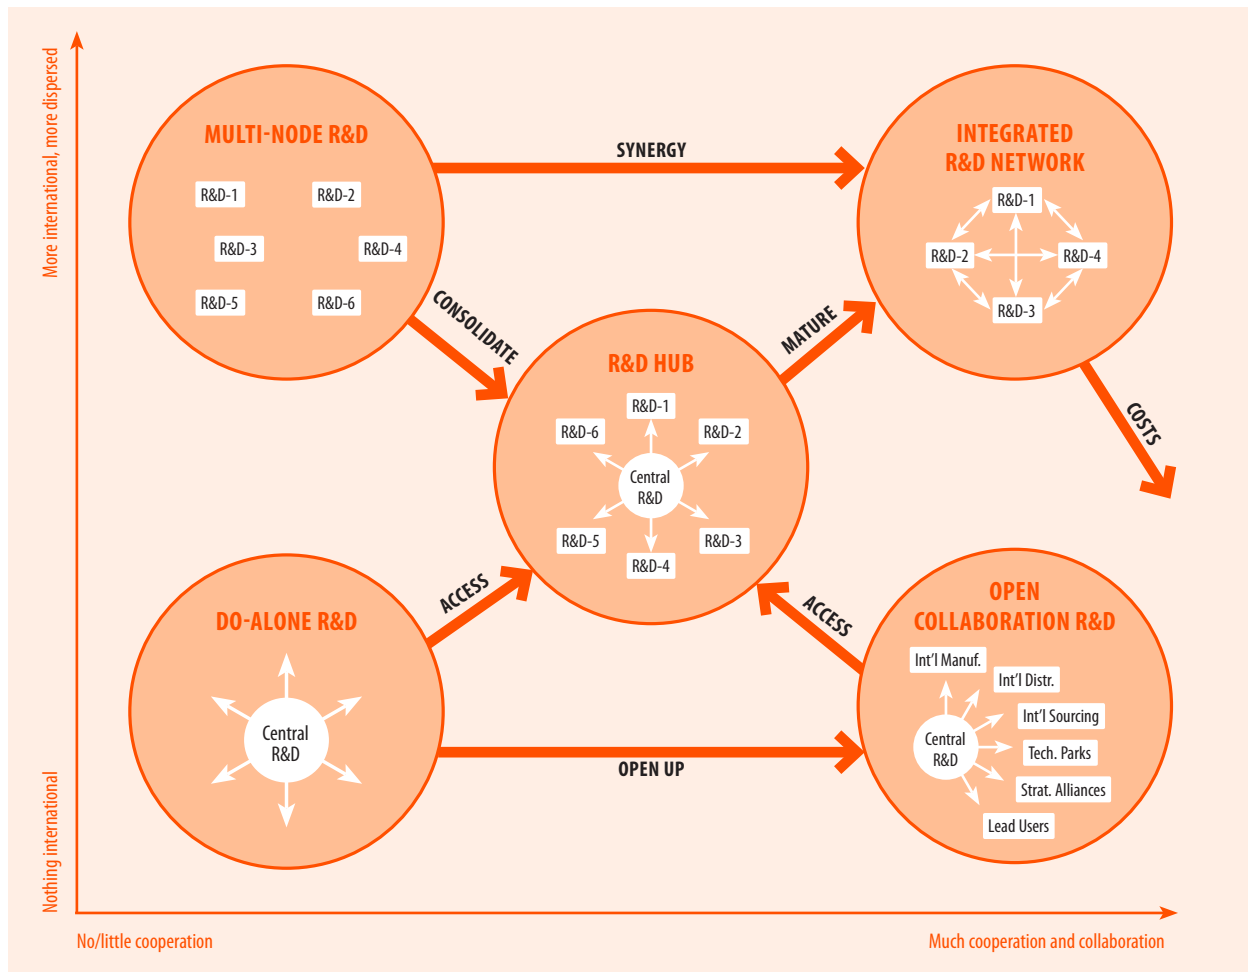 More international, more dispersed
Nothing international
MULTI-NODE R&D
R&D-1
R&D-2
R&D-3
R&D-4
R&D-5
R&D-6
SYNERGY
INTEGRATED
R&D NETWORK
R&D-1
R&D-2
R&D-4
R&D-3
CONSOLIDATE
MATURE
COSTS
R&D HUB
R&D-1
R&D-6
R&D-2
Central
R&D
R&D-5
R&D-3
R&D-4
ACCESS
ACCESS
DO-ALONE R&D
Central
R&D
OPEN UP
OPEN
COLLABORATION R&D
Int’l Manuf.
Int’l Distr.
Int’l Sourcing
Central
R&D
Tech. Parks
Strat. Alliances
Lead Users
No/little cooperation
Much cooperation and collaboration